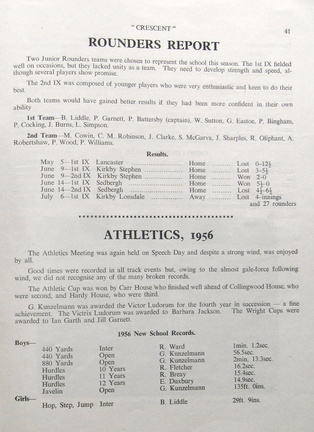 "CRESCENT"
41
ROUNDERS REPORT
Two Junior Rounders teams were chosen to represent the school this season. The 1st IX fielded
well on occasions, but they lacked unity as a team. They need to develop strength and speed, al-
though several players show promise.
The 2nd IX was composed of younger players who were very enthusiastic and keen to do their
best.
Both teams would have gained better results if they had been more confident in their own
ability
1st Team—B. Liddle, P. Garnett, P. Battersby (captain), W. Sutton, G. Eastoe, P. Bingham,
P. Cocking, J. Burns, L. Simpson.
2nd Team—M. Cowin, C. M. Robinson, J. Clarke, S. McGarva, J. Sharples, R. Oliphant, A.
Robertshaw, P. Wood, P. Williams.
Results.
May 5—1st IX Lancaster Home Lost 0-12½
June 9—1st IX Kirkby Stephen Home Lost 3-5½
June 9—2nd IX Kirkby Stephen Home Won 2-0
June 14—1st IX Sedbergh Home Won 5½-0
June 14—2nd IX Sedbergh Home Lost 4½-6½
July 6—1st IX Kirkby Lonsdale Away Lost 4-innings
and 27 rounders
ATHLETICS, 1956
The Athletics Meeting was again held on Speech Day and despite a strong wind, was enjoyed
by all.
Good times were recorded in all track events but, owing to the almost gale-force following
wind, we did not recognise any of the many broken records.
The Athletic Cup was won by Carr House who finished well ahead of Collingwood House, who
were second, and Hardy House, who were third.
G. Kunzelmann was awarded the Victor Ludorum for the fourth year in succession — a fine
achievement. The Victrix Ludorum was awarded to Barbara Jackson. The Wright Cups were
awarded to Ian Garth and Jill Garnett.
1956 New School Records.
Boys—
440 Yards Inter R. Ward 1min. 1.2sec.
440 Yards Open G. Kunzelmann 56.5sec.
880 Yards Open G. Kunzelmann 2min. 13.3sec.
Hurdles 10 Years R. Fletcher 16.2sec.
Hurdles 11 Years R. Breay 15.4sec.
Hurdles 12 Years E. Duxbury 14.9sec.
Javelin Open G. Kunzelmann 135ft. 0ins.
Girls—
Hop, Step, Jump Inter B. Liddle 29ft. 9ins.